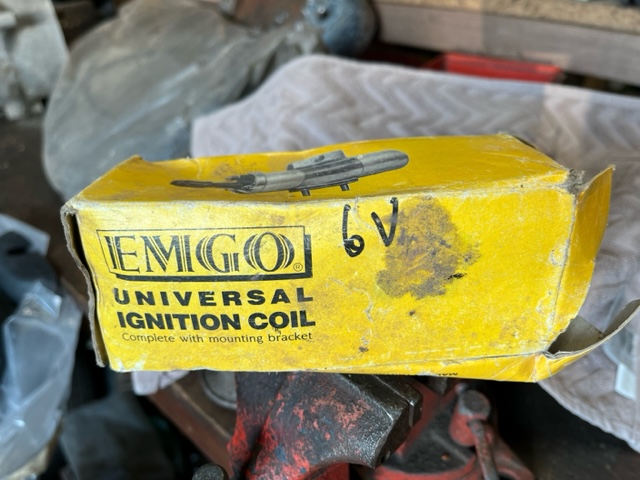 EMGO®
6V
UNIVERSAL
IGNITION COIL
Complete with mounting bracket